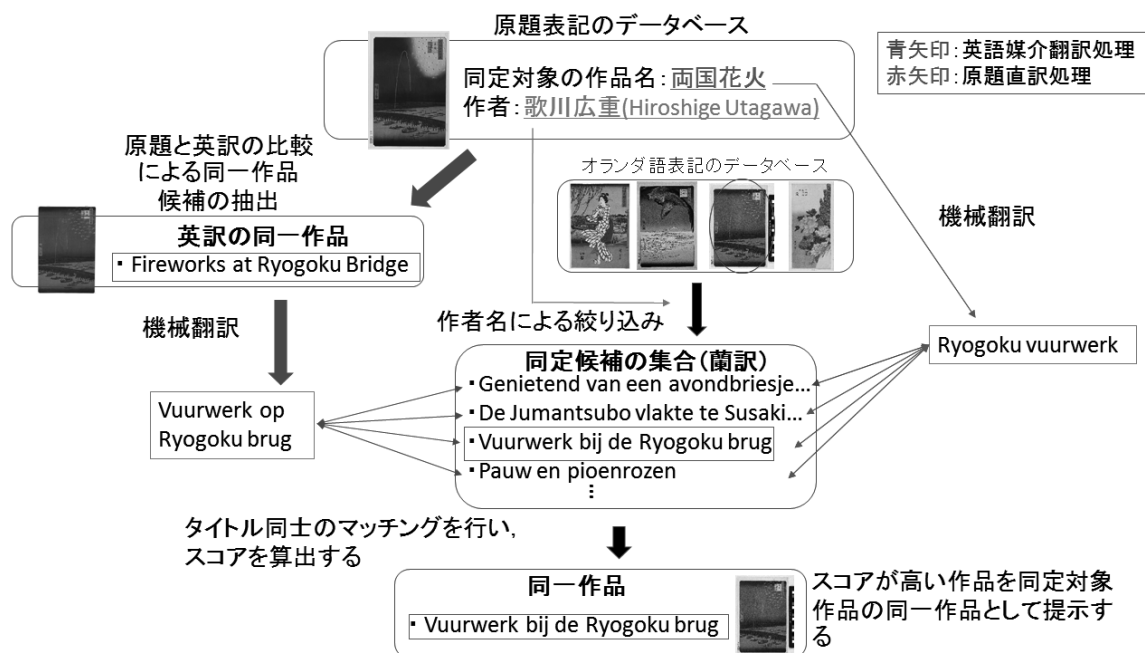 原題表記のデータベース
同定対象の作品名：両国花火
作者：歌川広重(Hiroshige Utagawa)
青矢印：英語媒介翻訳処理
赤矢印：原題直訳処理
原題と英訳の比較
による同一作品
候補の抽出
オランダ語表記のデータベース
機械翻訳
英訳の同一作品
・Fireworks at Ryogoku Bridge
機械翻訳
作者名による絞り込み
Ryogoku vuurwerk
同定候補の集合(蘭訳)
・Genietend van een avondbriesje...
・De Jumantsubo vlakte te Susaki...
・Vuurwerk bij de Ryogoku brug
・Pauw en pioenrozen
⋮
Vuurwerk op
Ryogoku brug
タイトル同士のマッチングを行い,
スコアを算出する
同一作品
・Vuurwerk bij de Ryogoku brug
スコアが高い作品を同定対象
作品の同一作品として提示す
る